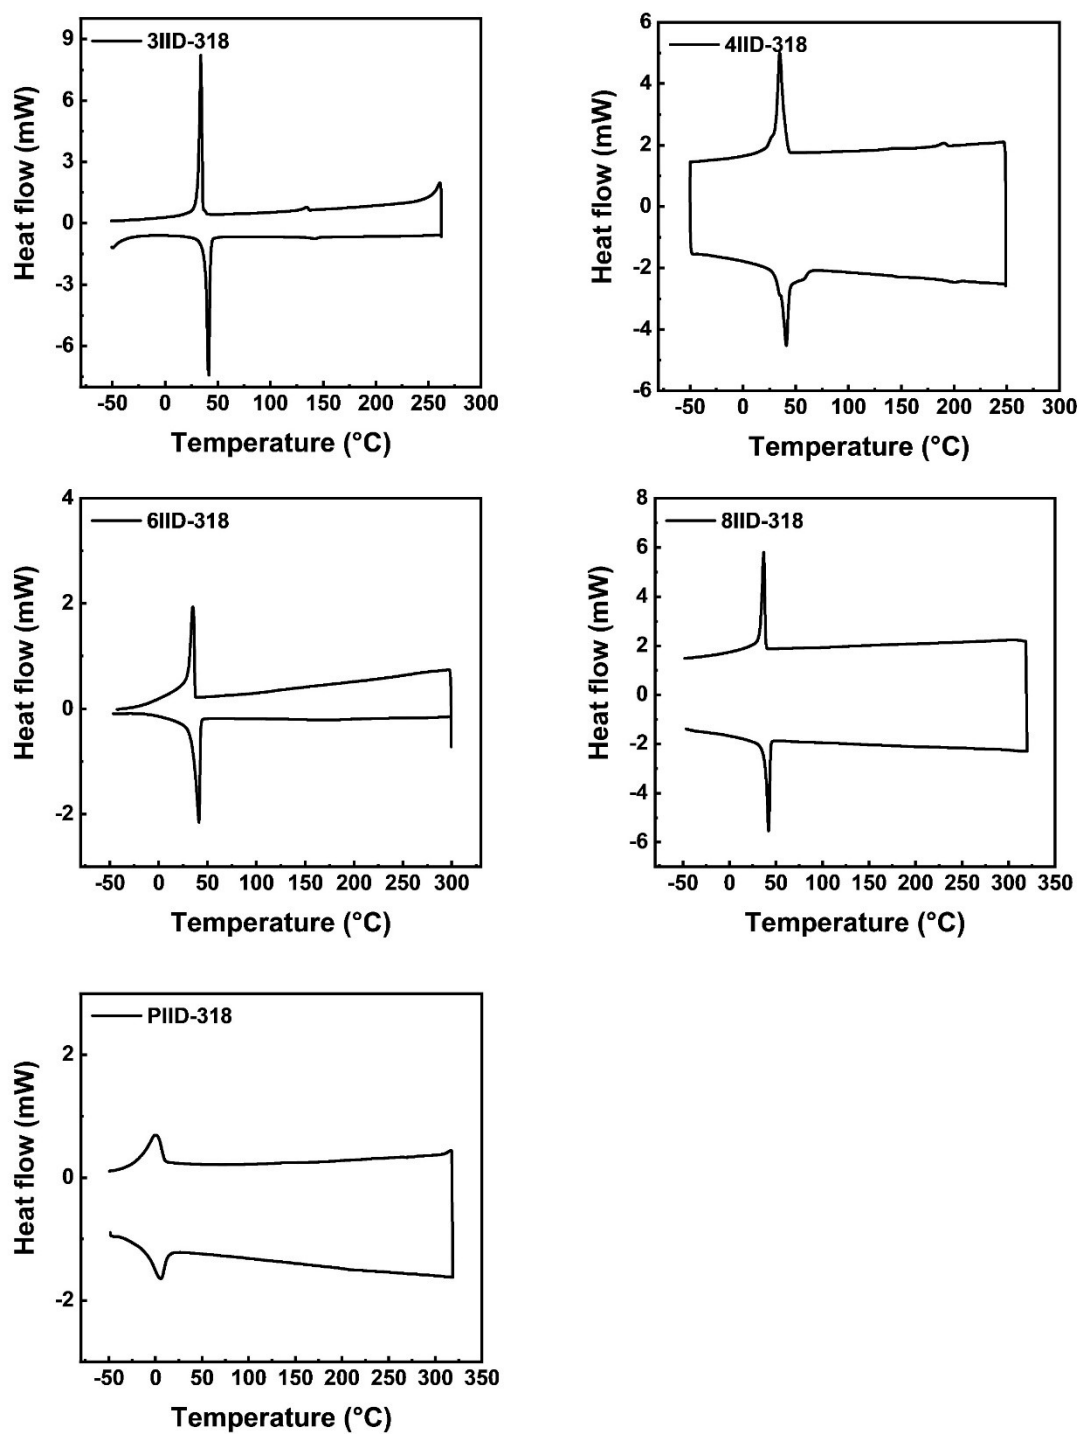 3IID-318
Heat flow (mW)
9
6
3
0
-3
-6
-50 0 50 100 150 200 250 300
Temperature (°C)
4IID-318
Heat flow (mW)
6
4
2
0
-2
-4
-6
-50 0 50 100 150 200 250 300
Temperature (°C)
6IID-318
Heat flow (mW)
4
2
0
-2
-50 0 50 100 150 200 250 300
Temperature (°C)
8IID-318
Heat flow (mW)
8
6
4
2
0
-2
-4
-6
-50 0 50 100 150 200 250 300 350
Temperature (°C)
PIID-318
Heat flow (mW)
2
0
-2
-50 0 50 100 150 200 250 300 350
Temperature (°C)